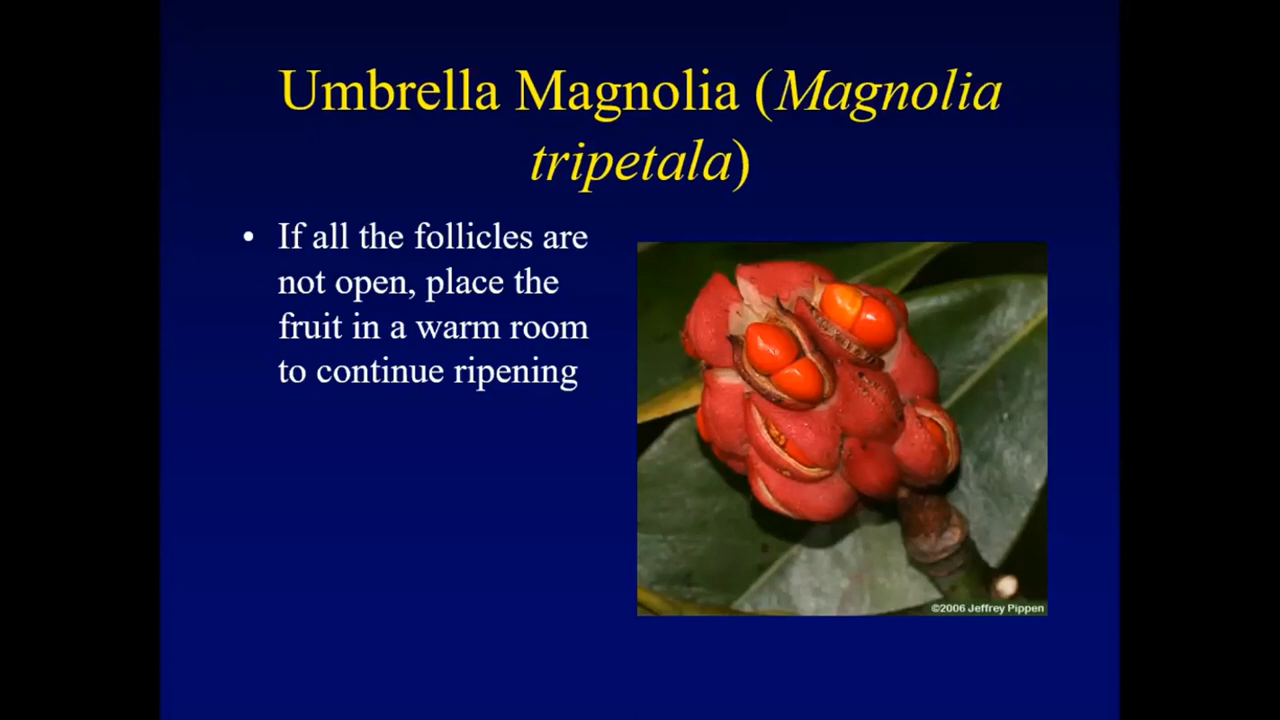 Umbrella Magnolia (Magnolia
tripetala)
• If all the follicles are
not open, place the
fruit in a warm room
to continue ripening
©2006 Jeffrey Pippen